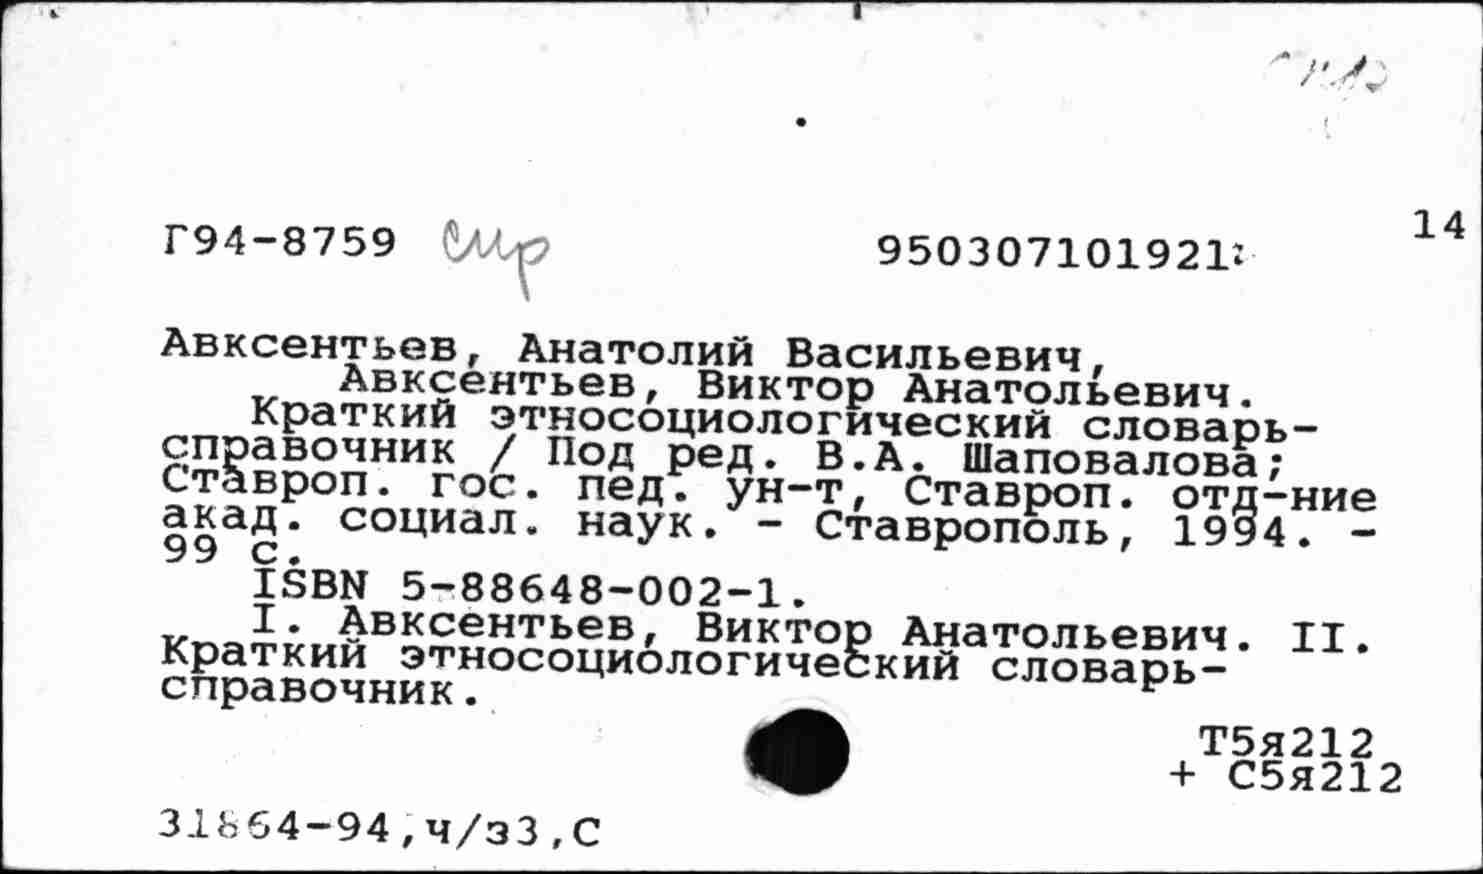 14
Г94-8759 950307101921
Авксентьев, Анатолий Васильевич,
Авксентьев, Виктор Анатольевич.
Краткий этносоциологический словарь-
справочник / Под ред. В.А. Шаповалова;
Ставроп. гос. пед. ун-т, Ставроп. отд-ние
акад. социал. наук. - Ставрополь, 1994. -
99 с.
ISBN 5-88648-002-1.
I. Авксентьев, Виктор Анатольевич. II.
Краткий этносоциологический словарь-
справочник.
Т5я212
+ С5я212
31864-94,ч/з3,С